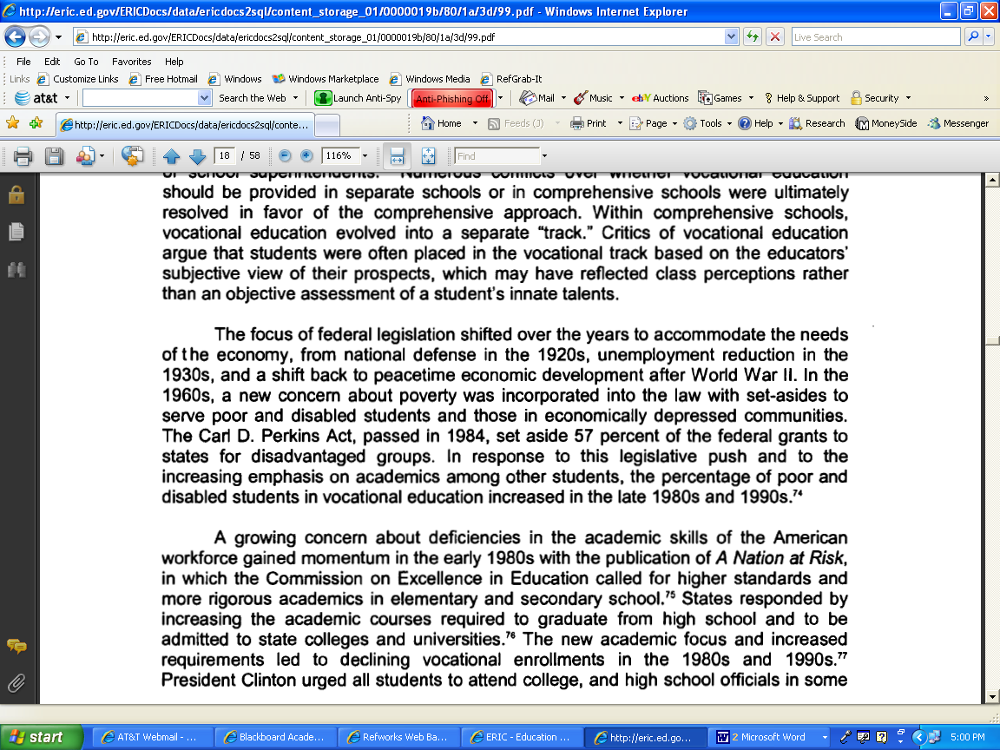 http://eric.ed.gov/ERICDocs/data/ericdocs2sql/content_storage_01/0000019b/80/1a/3d/99.pdf - Windows Internet Explorer
http://eric.ed.gov/ERICDocs/data/ericdocs2sql/content_storage_01/0000019b/80/1a/3d/99.pdf Live Search
File Edit Go To Favorites Help
Links Customize Links Free Hotmail Windows Windows Marketplace Windows Media RefGrab-It
at&t Search the Web Launch Anti-Spy Anti-Phishing Off Mail Music ebY Auctions Games ? Help & Support Security »
http://eric.ed.gov/ERICDocs/data/ericdocs2sql/conte... Home Feeds (J) Print Page Tools Help Research MoneySide Messenger
18 / 58 116% Find
of school superintendents. Numerous conflicts over whether vocational education
should be provided in separate schools or in comprehensive schools were ultimately
resolved in favor of the comprehensive approach. Within comprehensive schools,
vocational education evolved into a separate “track.” Critics of vocational education
argue that students were often placed in the vocational track based on the educators’
subjective view of their prospects, which may have reflected class perceptions rather
than an objective assessment of a student’s innate talents.
The focus of federal legislation shifted over the years to accommodate the needs
of the economy, from national defense in the 1920s, unemployment reduction in the
1930s, and a shift back to peacetime economic development after World War II. In the
1960s, a new concern about poverty was incorporated into the law with set-asides to
serve poor and disabled students and those in economically depressed communities.
The Carl D. Perkins Act, passed in 1984, set aside 57 percent of the federal grants to
states for disadvantaged groups. In response to this legislative push and to the
increasing emphasis on academics among other students, the percentage of poor and
disabled students in vocational education increased in the late 1980s and 1990s.⁷⁴
A growing concern about deficiencies in the academic skills of the American
workforce gained momentum in the early 1980s with the publication of A Nation at Risk,
in which the Commission on Excellence in Education called for higher standards and
more rigorous academics in elementary and secondary school.⁷⁵ States responded by
increasing the academic courses required to graduate from high school and to be
admitted to state colleges and universities.⁷⁶ The new academic focus and increased
requirements led to declining vocational enrollments in the 1980s and 1990s.⁷⁷
President Clinton urged all students to attend college, and high school officials in some
start AT&T Webmail - ... Blackboard Acade... Refworks Web Ba... ERIC - Education ... http://eric.ed.go... 2 Microsoft Word 5:00 PM